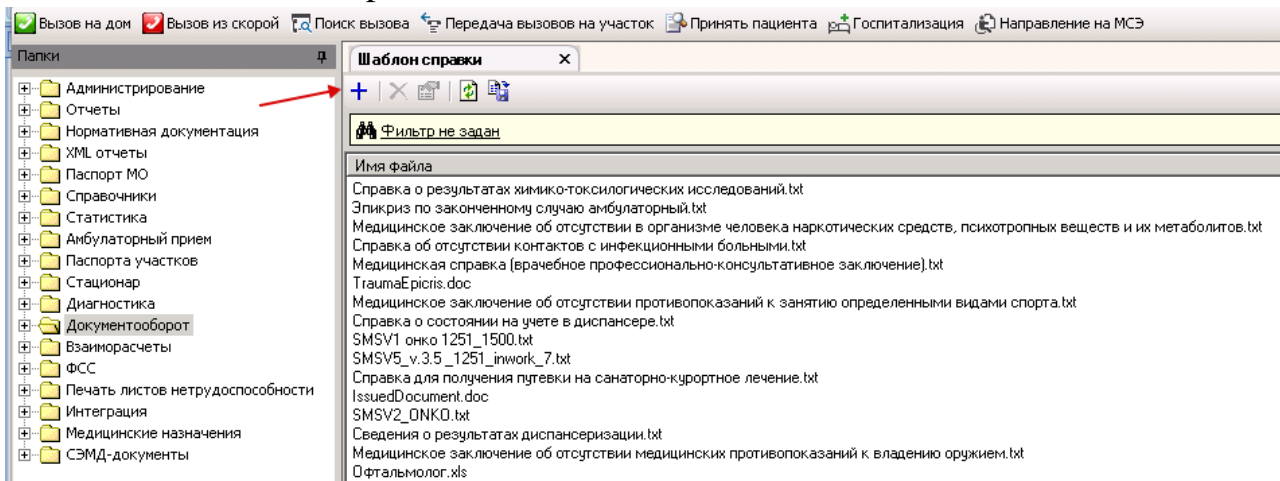 Вызов на дом Вызов из скорой Поиск вызова Передача вызовов на участок Принять пациента Госпитализация Направление на МСЭ
Папки
Администрирование
Отчеты
Нормативная документация
XML отчеты
Паспорт МО
Справочники
Статистика
Амбулаторный прием
Паспорта участков
Стационар
Диагностика
Документооборот
Взаиморасчеты
ФСС
Печать листов нетрудоспособности
Интеграция
Медицинские назначения
СЭМД-документы
Шаблон справки
Фильтр не задан
Имя файла
Справка о результатах химико-токсилогических исследований.txt
Эпикриз по законченному случаю амбулаторный.txt
Медицинское заключение об отсутствии в организме человека наркотических средств, психотропных веществ и их метаболитов.txt
Справка об отсутствии контактов с инфекционными больными.txt
Медицинская справка (врачебное профессионально-консультативное заключение).txt
TraumaEpicris.doc
Медицинское заключение об отсутствии противопоказаний к занятию определенными видами спорта.txt
Справка о состоянии на учете в диспансере.txt
SMSV1 онко 1251_1500.txt
SMSV5_v.3.5 _1251_inwork_7.txt
Справка для получения путевки на санаторно-курортное лечение.txt
IssuedDocument.doc
SMSV2_ONKO.txt
Сведения о результатах диспансеризации.txt
Медицинское заключение об отсутствии медицинских противопоказаний к владению оружием.txt
Офтальмолог.xls